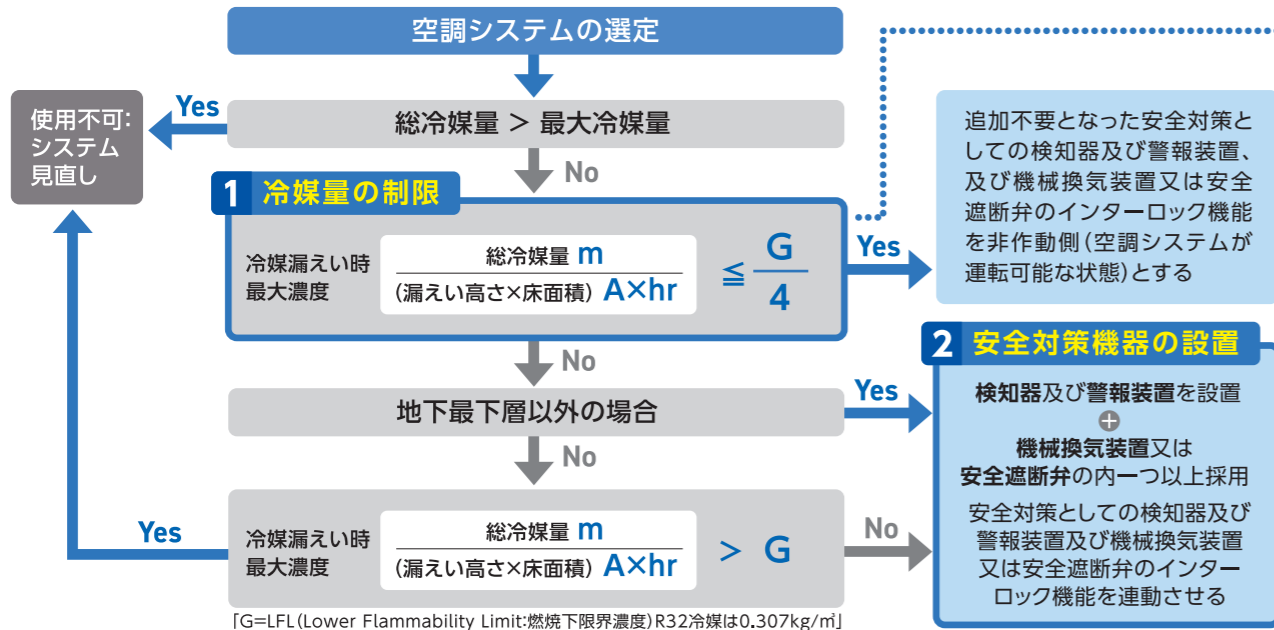 空調システムの選定
Yes
使用不可:
システム
見直し
総冷媒量 > 最大冷媒量
No
1 冷媒量の制限
冷媒漏えい時
最大濃度
総冷媒量 m
(漏えい高さ×床面積) A×hr
≦ G
4
Yes
追加不要となった安全対策と
しての検知器及び警報装置、
及び機械換気装置又は安全
遮断弁のインターロック機能
を非作動側(空調システムが
運転可能な状態)とする
No
地下最下層以外の場合
Yes
2 安全対策機器の設置
検知器及び警報装置を設置
+
機械換気装置又は
安全遮断弁の内一つ以上採用
安全対策としての検知器及び
警報装置及び機械換気装置
又は安全遮断弁のインター
ロック機能を連動させる
No
Yes
冷媒漏えい時
最大濃度
総冷媒量 m
(漏えい高さ×床面積) A×hr
> G
No
「G=LFL(Lower Flammability Limit:燃焼下限界濃度)R32冷媒は0.307kg/㎥」